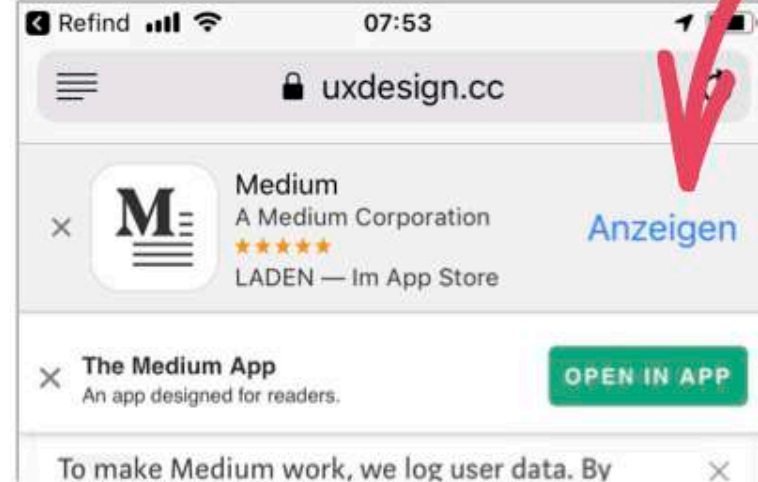 Refind 07:53
uxdesign.cc
M
Medium
A Medium Corporation
LADEN — Im App Store
Anzeigen
The Medium App
An app designed for readers.
OPEN IN APP
To make Medium work, we log user data. By